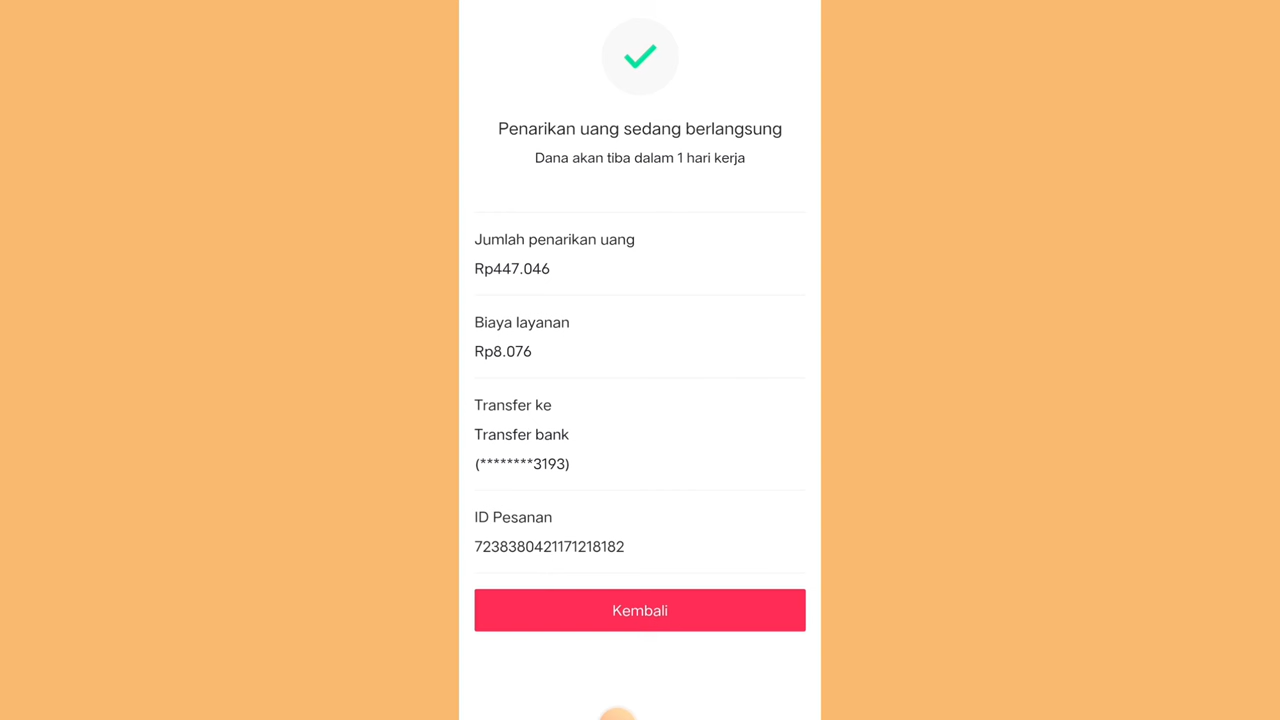 Penarikan uang sedang berlangsung
Dana akan tiba dalam 1 hari kerja
Jumlah penarikan uang
Rp447.046
Biaya layanan
Rp8.076
Transfer ke
Transfer bank
(********3193)
ID Pesanan
7238380421171218182
Kembali